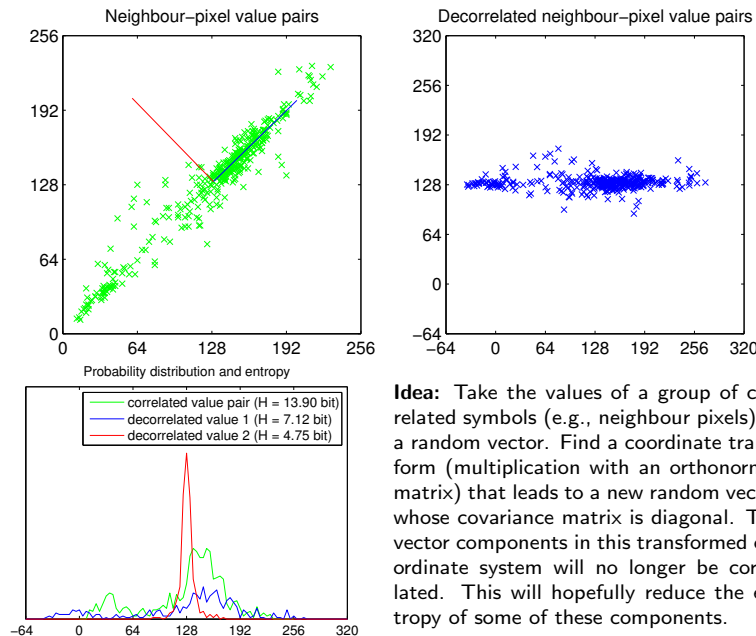 Neighbour−pixel value pairs
256
192
128
64
0
0 64 128 192 256
Decorrelated neighbour−pixel value pairs
320
256
192
128
64
0
−64
−64 0 64 128 192 256 320
Probability distribution and entropy
correlated value pair (H = 13.90 bit)
decorrelated value 1 (H = 7.12 bit)
decorrelated value 2 (H = 4.75 bit)
−64 0 64 128 192 256 320
Idea: Take the values of a group of c
related symbols (e.g., neighbour pixels)
a random vector. Find a coordinate tra
form (multiplication with an orthonorm
matrix) that leads to a new random vec
whose covariance matrix is diagonal. T
vector components in this transformed
ordinate system will no longer be cor
lated. This will hopefully reduce the
tropy of some of these components.